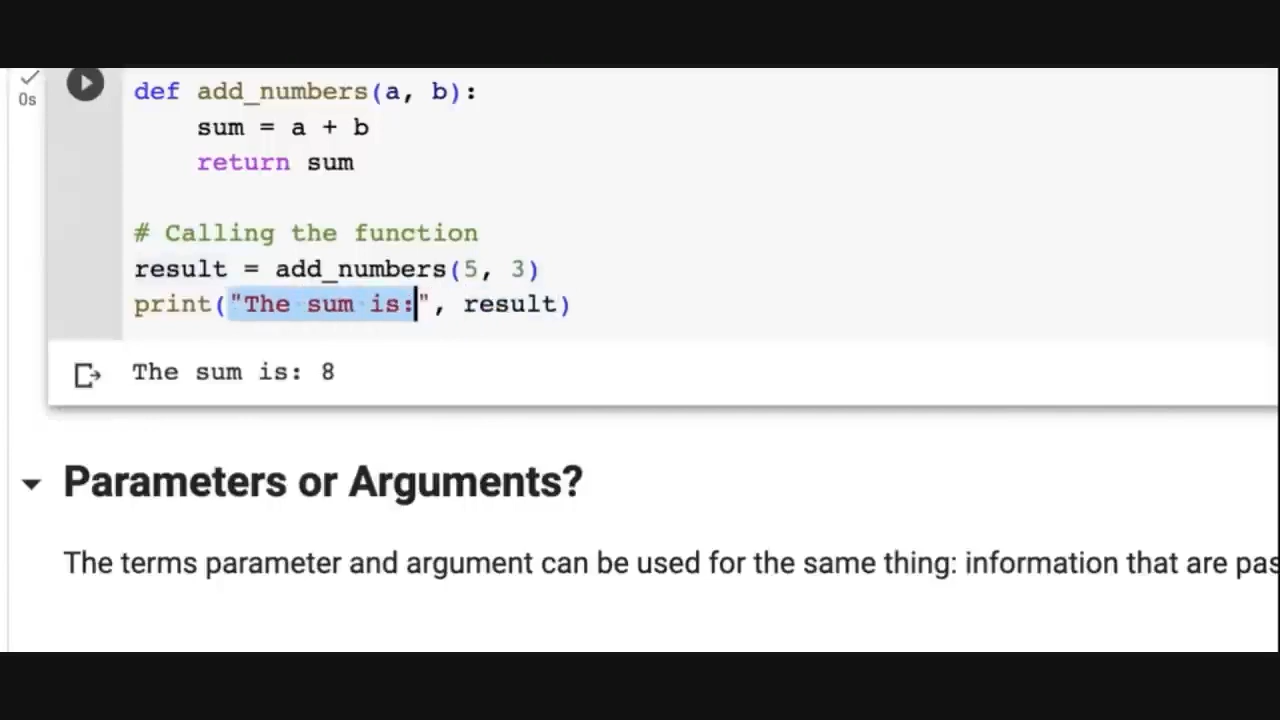 0s
def add_numbers(a, b):
sum = a + b
return sum
# Calling the function
result = add_numbers(5, 3)
print("The sum is:", result)
The sum is: 8
Parameters or Arguments?
The terms parameter and argument can be used for the same thing: information that are pas